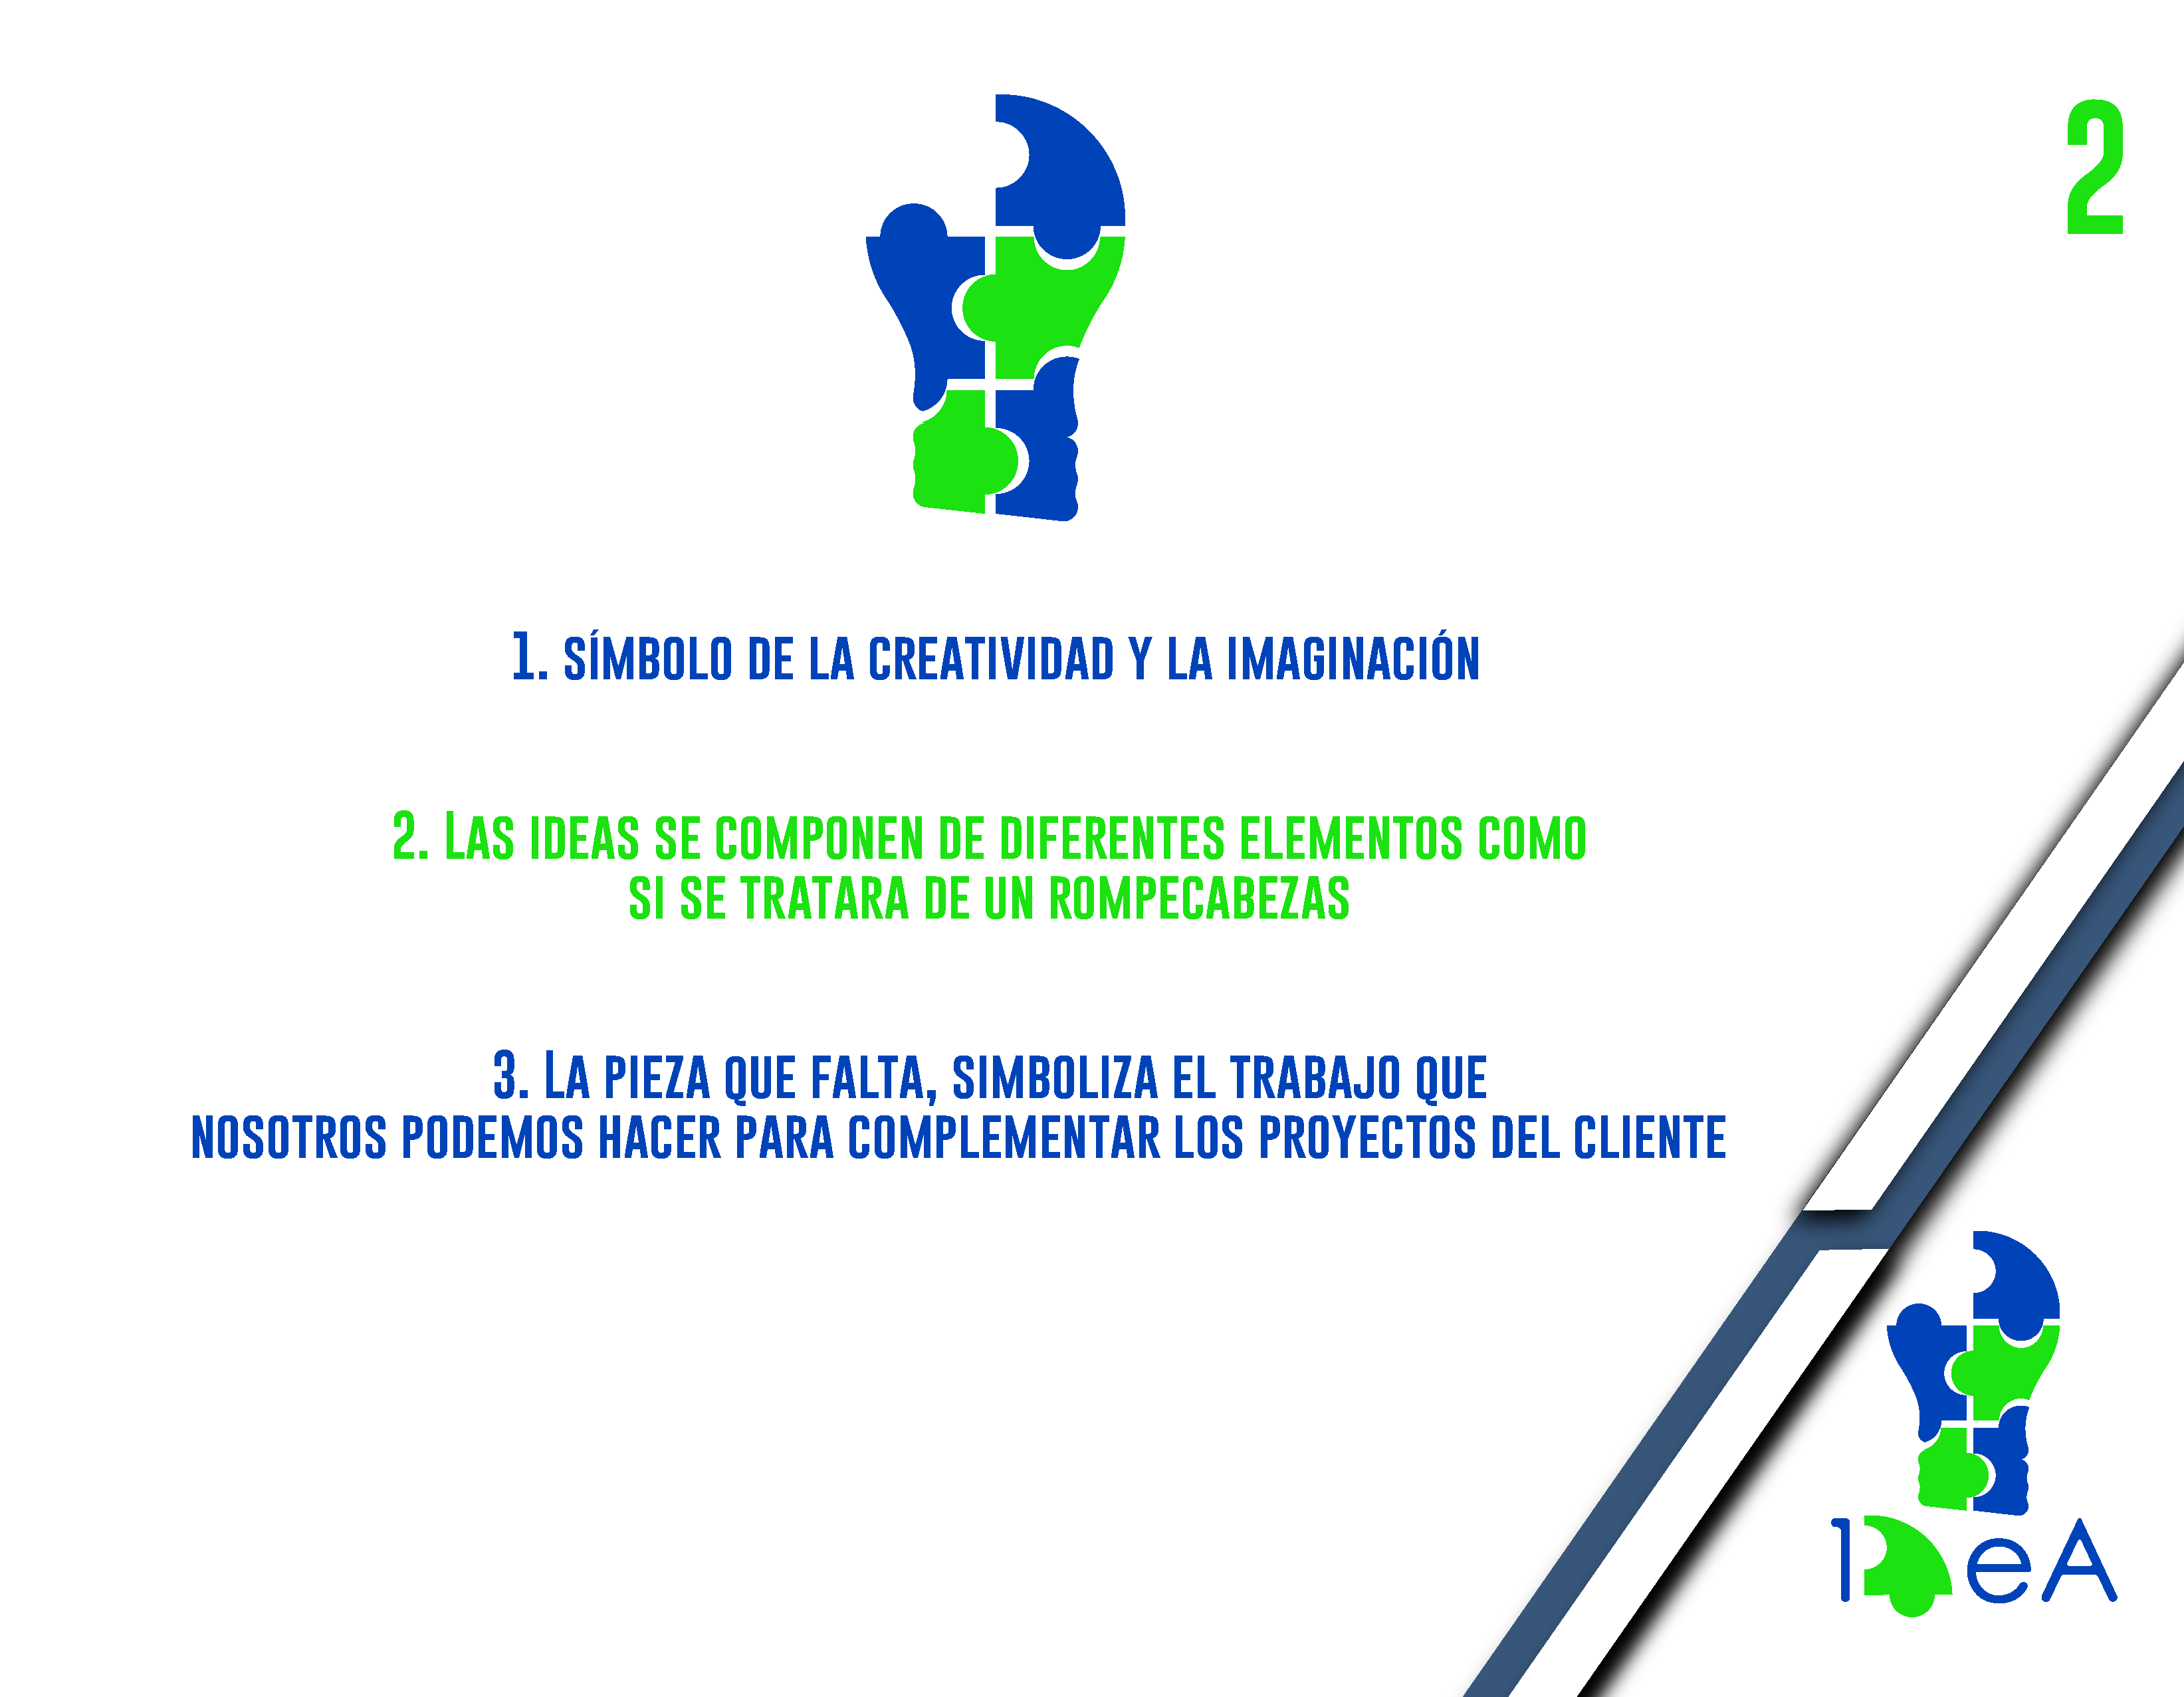 2
1. SÍMBOLO DE LA CREATIVIDAD Y LA IMAGINACIÓN
2. LAS IDEAS SE COMPONEN DE DIFERENTES ELEMENTOS COMO
SI SE TRATARA DE UN ROMPECABEZAS
3. LA PIEZA QUE FALTA, SIMBOLIZA EL TRABAJO QUE
NOSOTROS PODEMOS HACER PARA COMPLEMENTAR LOS PROYECTOS DEL CLIENTE
1DeA